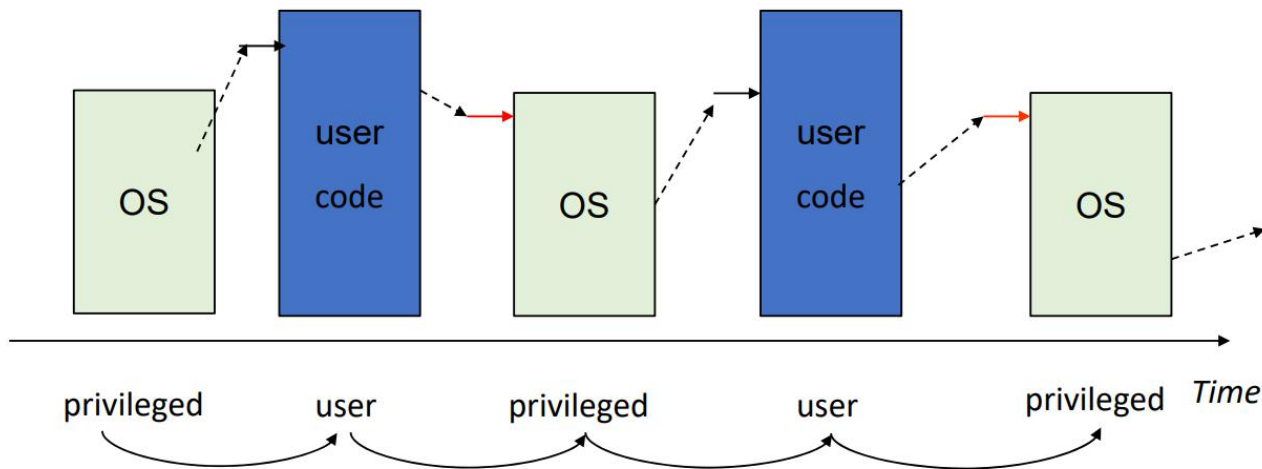 OS
user
code
OS
user
code
OS
privileged
user
privileged
user
privileged
Time